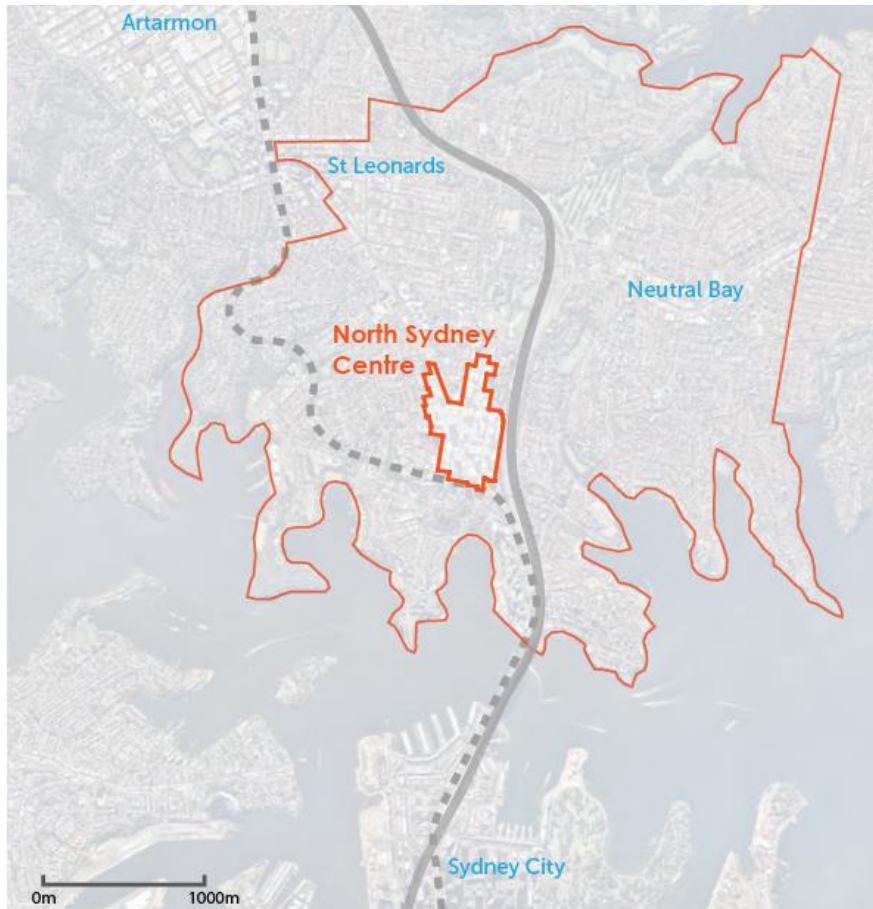 Artarmon
St Leonards
Neutral Bay
North Sydney
Centre
Sydney City
0m 1000m